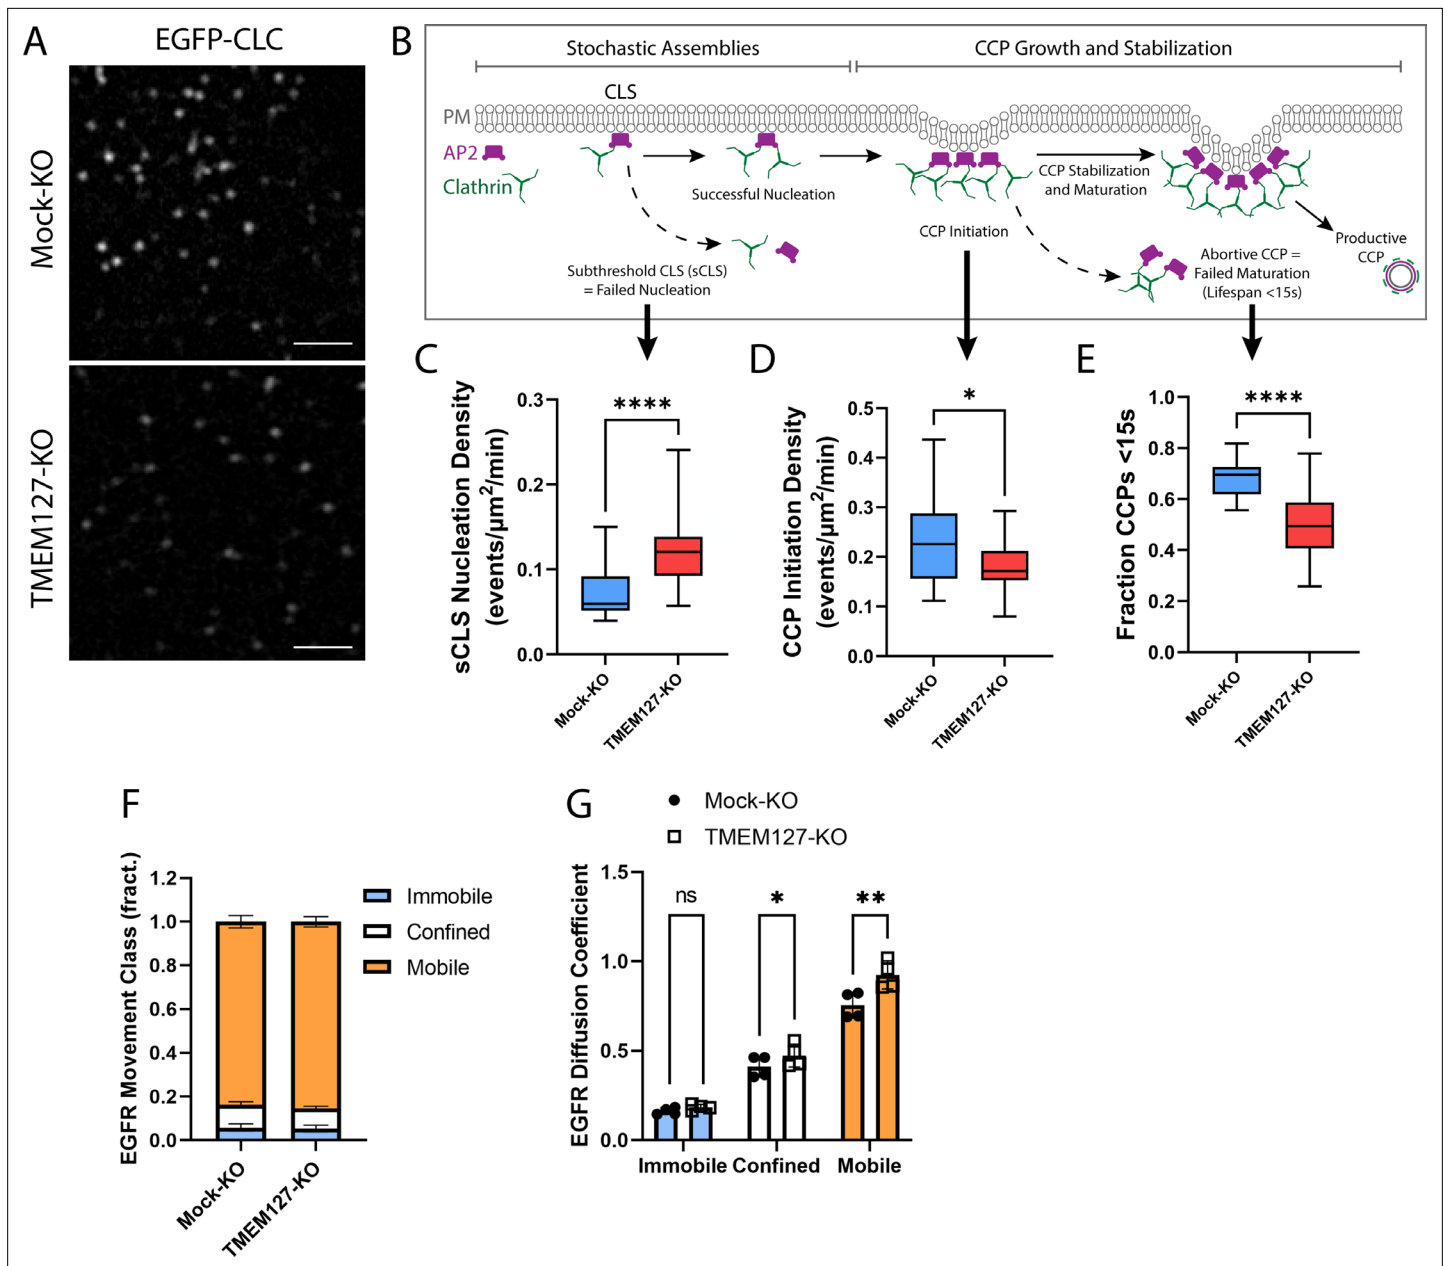 A
EGFP-CLC
Mock-KO
TMEM127-KO
B
Stochastic Assemblies
CCP Growth and Stabilization
CLS
PM
AP2
Clathrin
Successful Nucleation
Subthreshold CLS (sCLS)
= Failed Nucleation
CCP Initiation
CCP Stabilization
and Maturation
Abortive CCP =
Failed Maturation
(Lifespan <15s)
Productive
CCP
C
sCLS Nucleation Density
(events/µm²/min)
0.3
0.2
0.1
0.0
****
Mock-KO
TMEM127-KO
D
CCP Initiation Density
(events/µm²/min)
0.5
0.4
0.3
0.2
0.1
0.0
*
Mock-KO
TMEM127-KO
E
Fraction CCPs <15s
1.0
0.8
0.6
0.4
0.2
0.0
****
Mock-KO
TMEM127-KO
F
EGFR Movement Class (fract.)
1.2
1.0
0.8
0.6
0.4
0.2
0.0
Mock-KO
TMEM127-KO
Immobile
Confined
Mobile
G
Mock-KO
TMEM127-KO
EGFR Diffusion Coefficient
1.5
1.0
0.5
0.0
ns
*
**
Immobile
Confined
Mobile